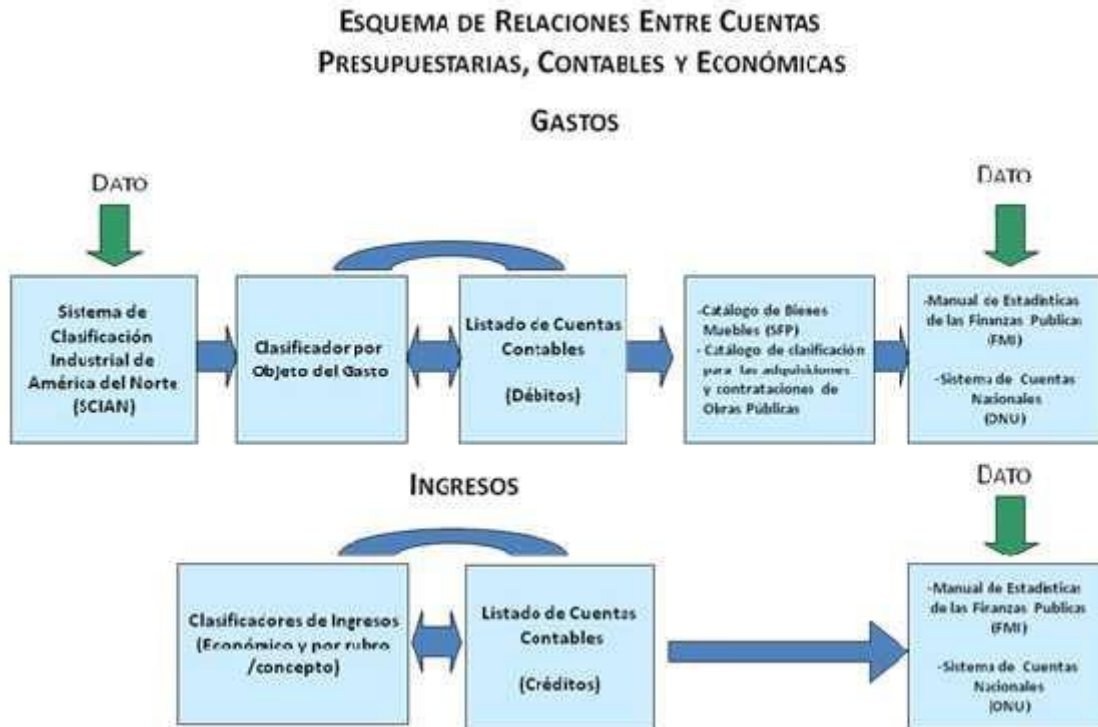 ESQUEMA DE RELACIONES ENTRE CUENTAS
PRESUPUESTARIAS, CONTABLES Y ECONÓMICAS
GASTOS
DATO
DATO
Sistema de
Clasificación
Industrial de
América del Norte
(SCIAN)
Clasificador por
Objeto del Gasto
Listado de Cuentas
Contables
(Débitos)
-Catálogo de Bienes
Muebles (SFP)
- Catálogo de clasificación
para las adquisiciones
y contrataciones de
Obras Públicas
-Manual de Estadísticas
de las Finanzas Publicas
(FMI)
-Sistema de Cuentas
Nacionales
(ONU)
INGRESOS
DATO
Clasificadores de Ingresos
(Económico y por rubro
/concepto)
Listado de Cuentas
Contables
(Créditos)
-Manual de Estadísticas
de las Finanzas Publicas
(FMI)
-Sistema de Cuentas
Nacionales
(ONU)